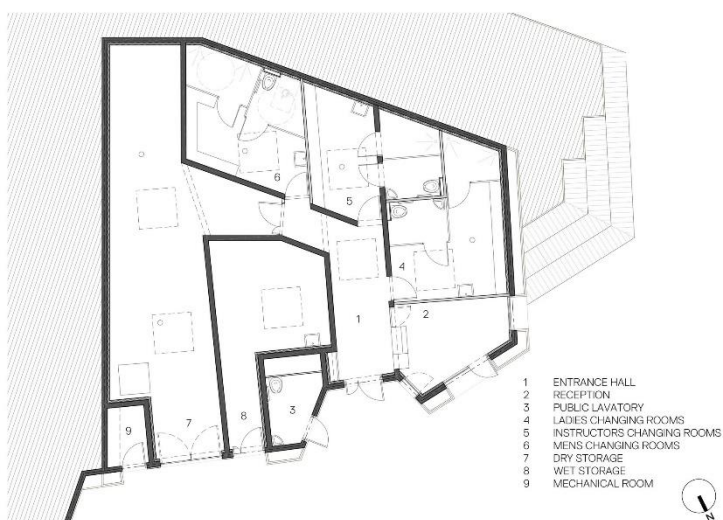 6
5
4
2
1
3
7
8
9
1 ENTRANCE HALL
2 RECEPTION
3 PUBLIC LAVATORY
4 LADIES CHANGING ROOMS
5 INSTRUCTORS CHANGING ROOMS
6 MENS CHANGING ROOMS
7 DRY STORAGE
8 WET STORAGE
9 MECHANICAL ROOM
N